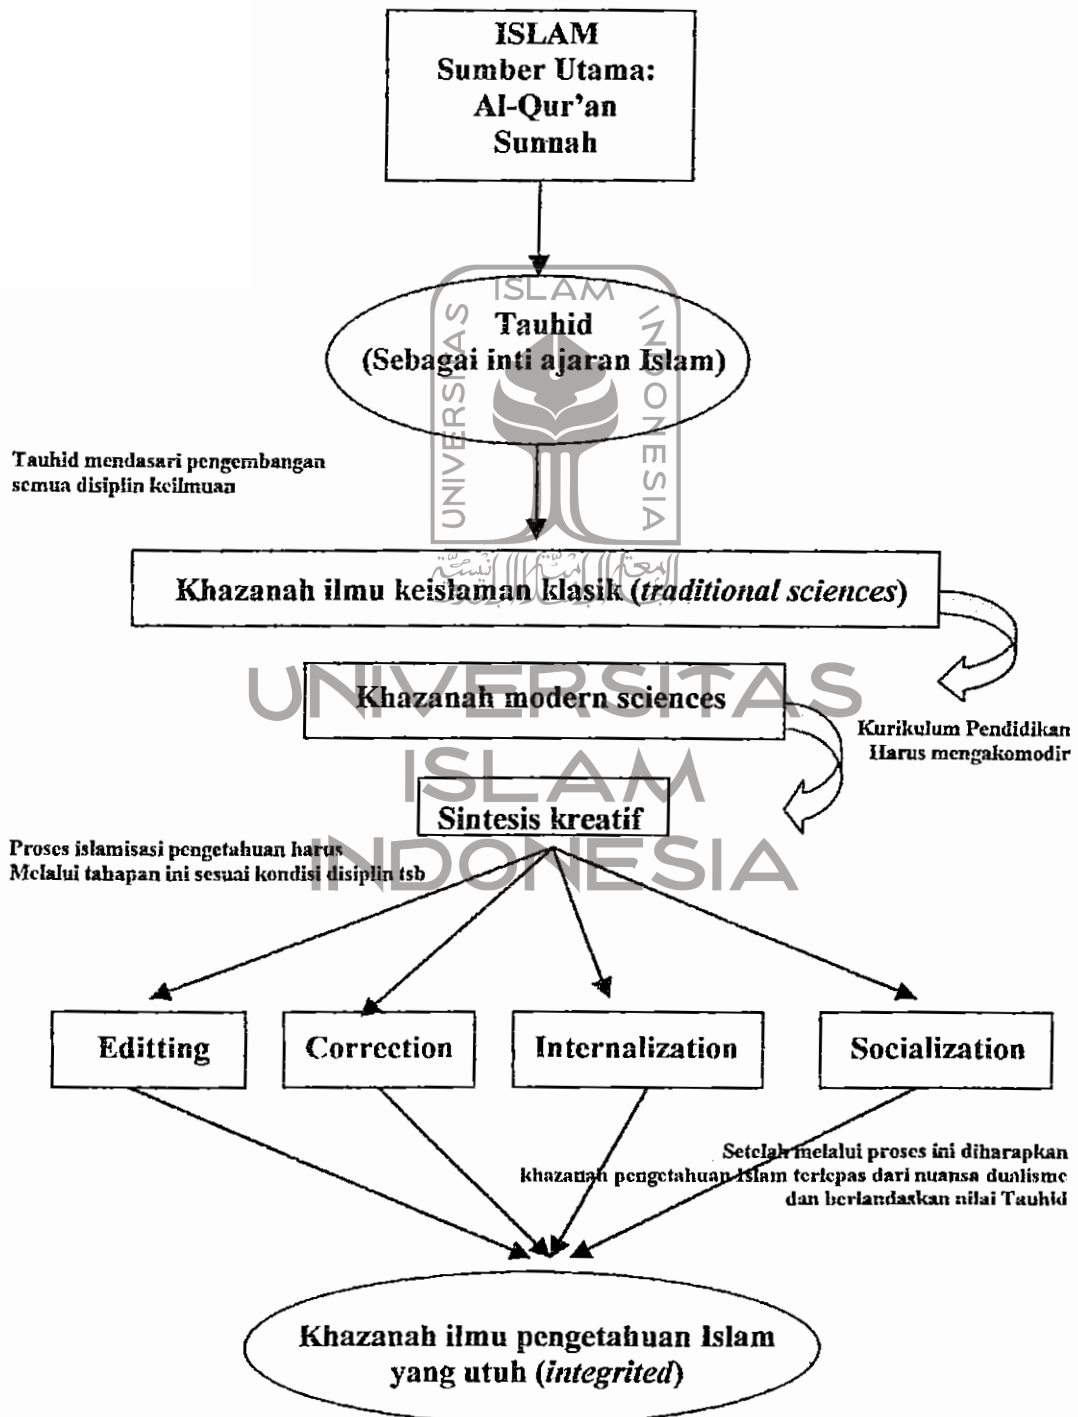 ISLAM
Sumber Utama:
Al-Qur'an
Sunnah
ISLAM
UNIVERSITAS
INDONESIA
Tauhid
(Sebagai inti ajaran Islam)
Tauhid mendasari pengembangan
semua disiplin keilmuan
Khazanah ilmu keislaman klasik (traditional sciences)
UNIVERSITAS
Khazanah modern sciences
Kurikulum Pendidikan
Harus mengakomodir
ISLAM
Sintesis kreatif
INDONESIA
Proses islamisasi pengetahuan harus
Melalui tahapan ini sesuai kondisi disiplin tsb
Editting
Correction
Internalization
Socialization
Setelah melalui proses ini diharapkan
khazanah pengetahuan Islam terlepas dari nuansa dualisme
dan berlandaskan nilai Tauhid
Khazanah ilmu pengetahuan Islam
yang utuh (integrited)